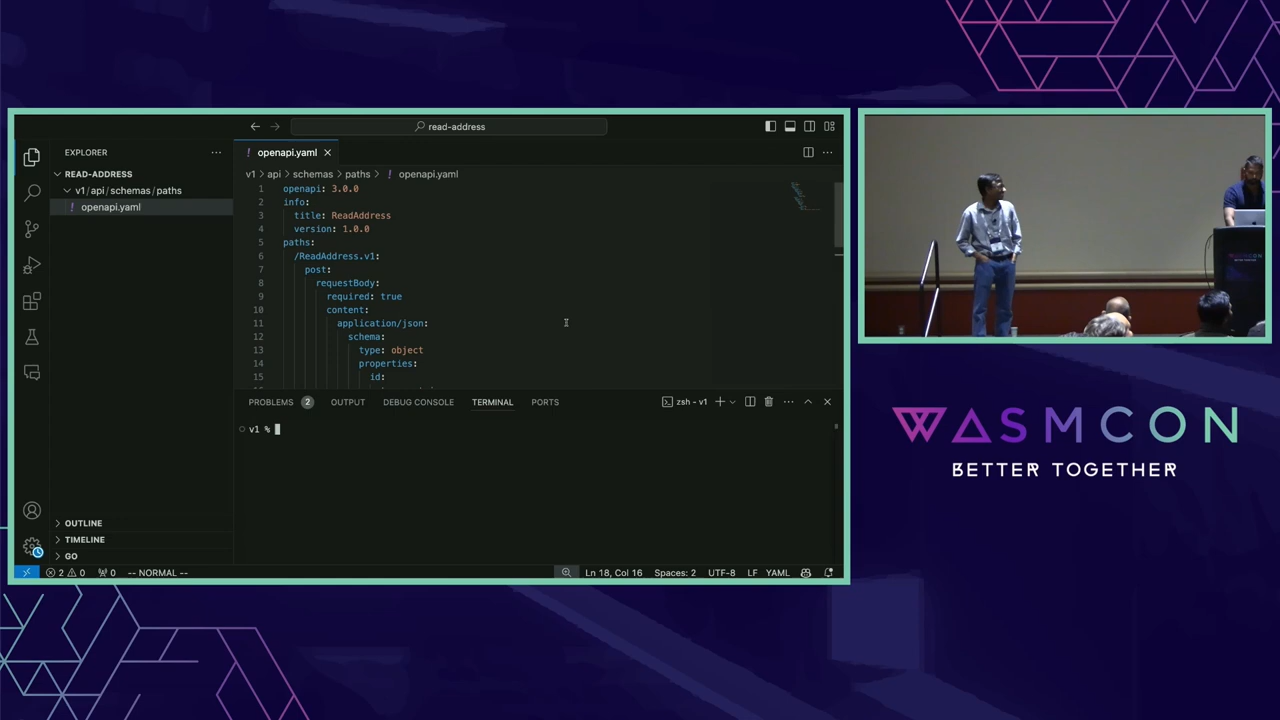 read-address
EXPLORER
openapi.yaml
READ-ADDRESS
v1 / api / schemas / paths
openapi.yaml
v1 > api > schemas > paths > openapi.yaml
1 openapi: 3.0.0
2 info:
3 title: ReadAddress
4 version: 1.0.0
5 paths:
6 /ReadAddress.v1:
7 post:
8 requestBody:
9 required: true
10 content:
11 application/json:
12 schema:
13 type: object
14 properties:
15 id:
PROBLEMS 2 OUTPUT DEBUG CONSOLE TERMINAL PORTS
zsh - v1
v1 %
OUTLINE
TIMELINE
GO
2 0 0 -- NORMAL -- Ln 18, Col 16 Spaces: 2 UTF-8 LF YAML
WASMCON
BETTER TOGETHER